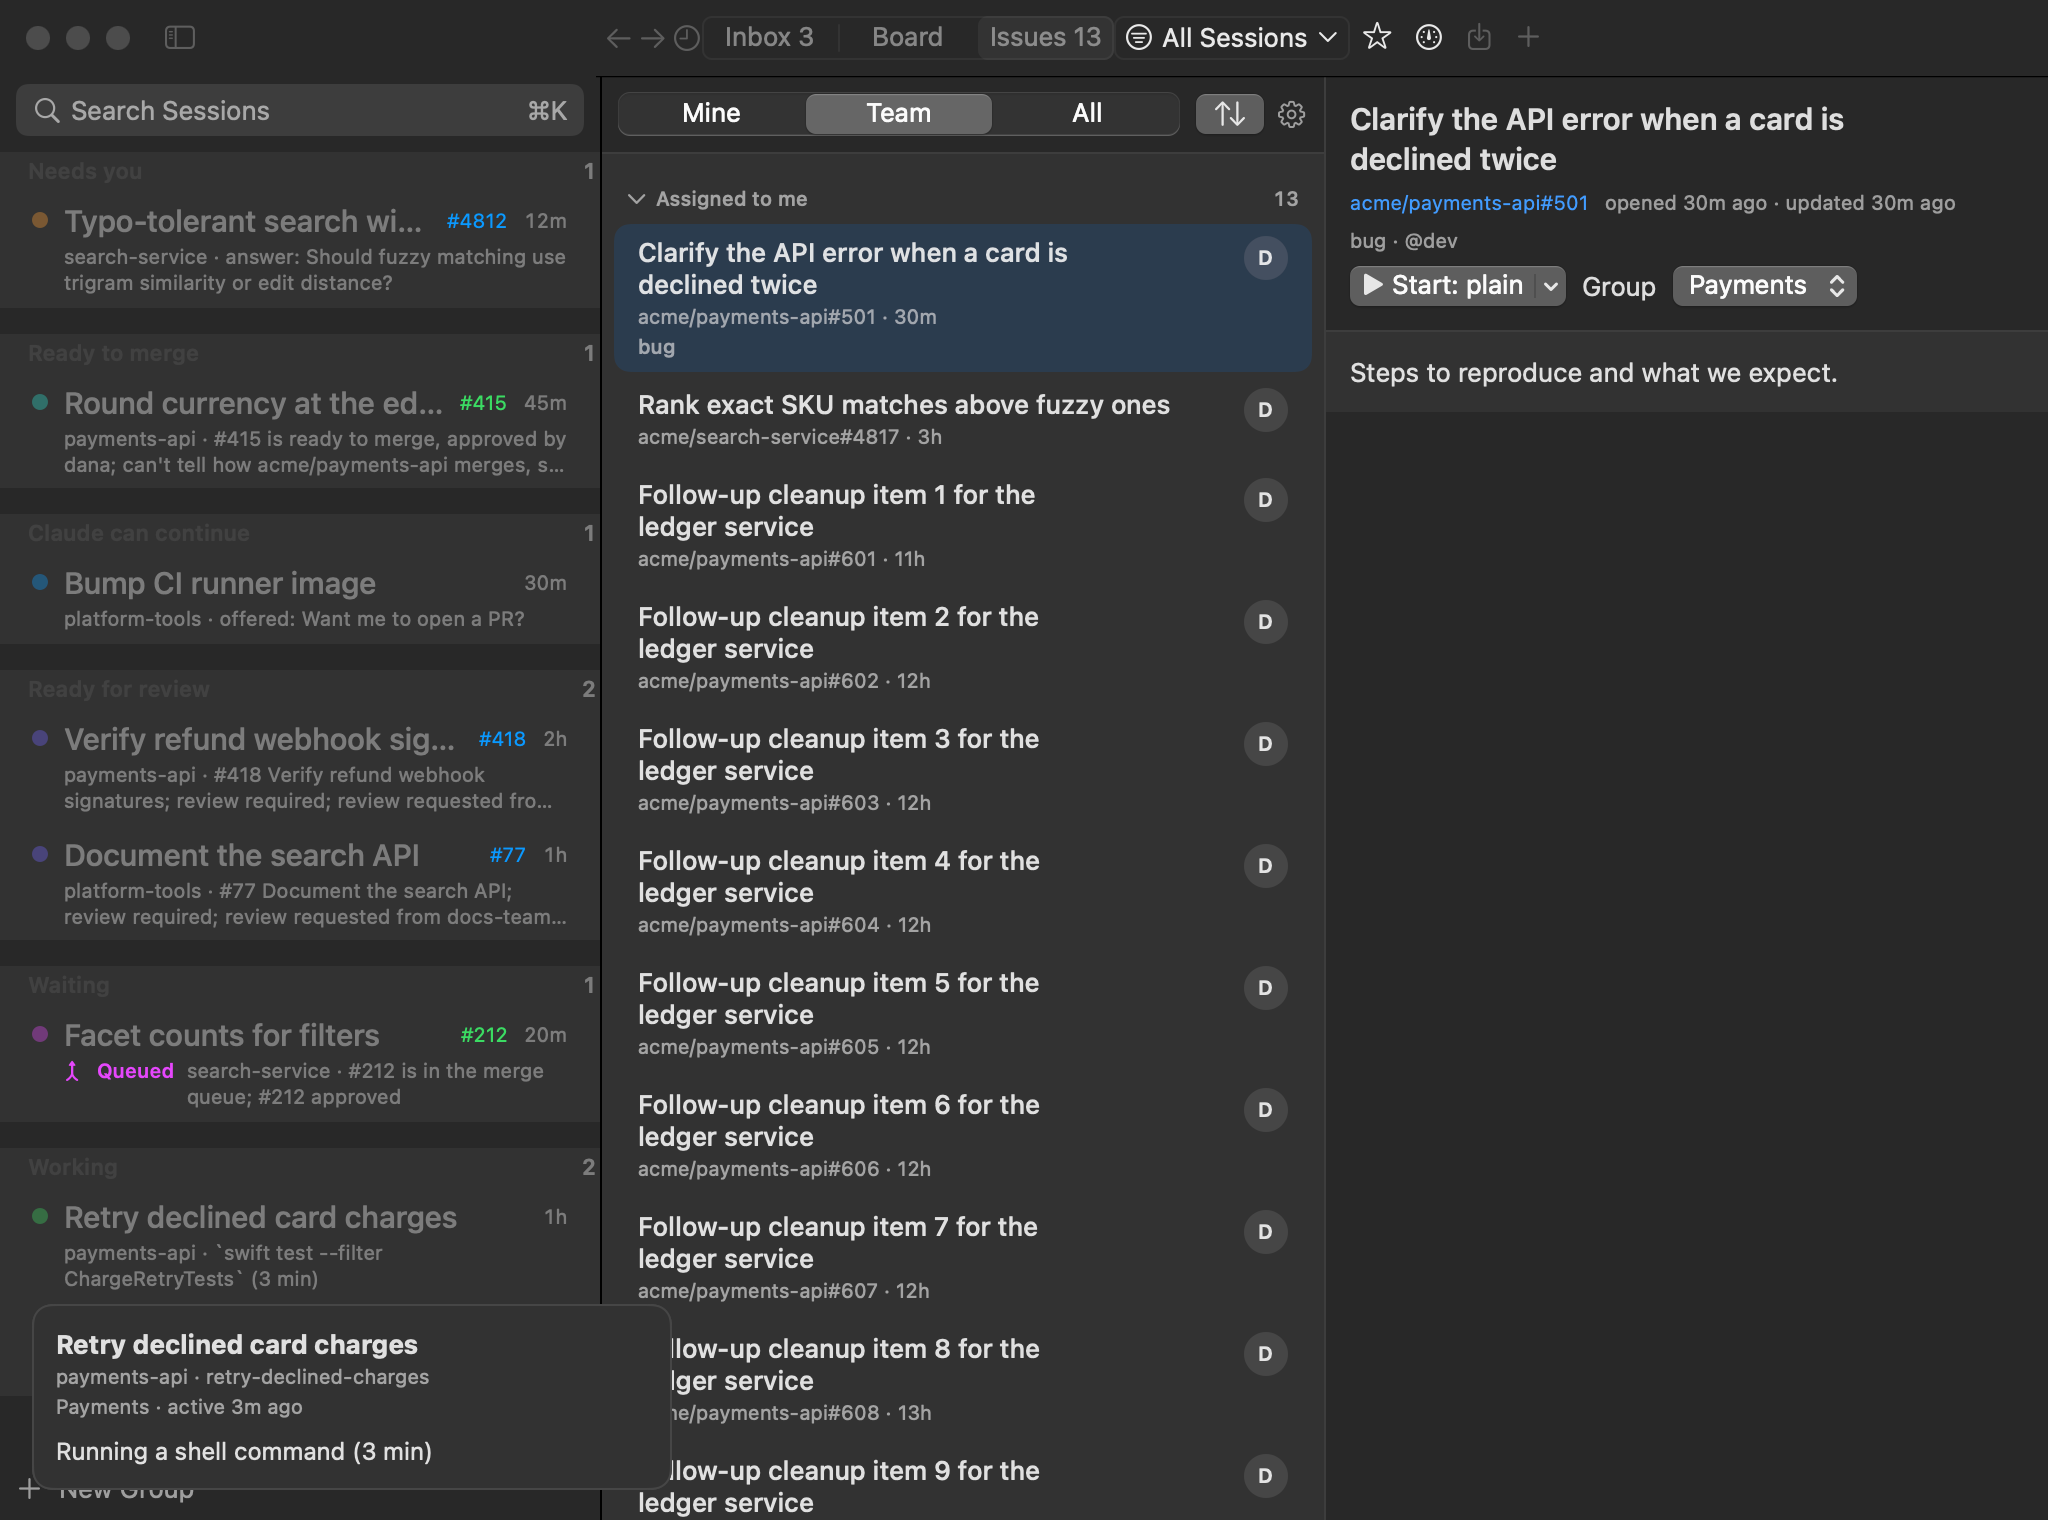 Inbox 3
Board
Issues 13
All Sessions
Search Sessions ⌘K
Needs you 1
Typo-tolerant search wi... #4812 12m
search-service · answer: Should fuzzy matching use
trigram similarity or edit distance?
Ready to merge 1
Round currency at the ed... #415 45m
payments-api · #415 is ready to merge, approved by
dana; can't tell how acme/payments-api merges, s...
Claude can continue 1
Bump CI runner image 30m
platform-tools · offered: Want me to open a PR?
Ready for review 2
Verify refund webhook sig... #418 2h
payments-api · #418 Verify refund webhook
signatures; review required; review requested fro...
Document the search API #77 1h
platform-tools · #77 Document the search API;
review required; review requested from docs-team...
Waiting 1
Facet counts for filters #212 20m
Queued search-service · #212 is in the merge
queue; #212 approved
Working 2
Retry declined card charges 1h
payments-api · `swift test --filter
ChargeRetryTests` (3 min)
Retry declined card charges
payments-api · retry-declined-charges
Payments · active 3m ago
Running a shell command (3 min)
+ New Group
Mine
Team
All
Assigned to me 13
Clarify the API error when a card is
declined twice
D
acme/payments-api#501 · 30m
bug
Rank exact SKU matches above fuzzy ones
D
acme/search-service#4817 · 3h
Follow-up cleanup item 1 for the
ledger service
D
acme/payments-api#601 · 11h
Follow-up cleanup item 2 for the
ledger service
D
acme/payments-api#602 · 12h
Follow-up cleanup item 3 for the
ledger service
D
acme/payments-api#603 · 12h
Follow-up cleanup item 4 for the
ledger service
D
acme/payments-api#604 · 12h
Follow-up cleanup item 5 for the
ledger service
D
acme/payments-api#605 · 12h
Follow-up cleanup item 6 for the
ledger service
D
acme/payments-api#606 · 12h
Follow-up cleanup item 7 for the
ledger service
D
acme/payments-api#607 · 12h
llow-up cleanup item 8 for the
dger service
D
ne/payments-api#608 · 13h
llow-up cleanup item 9 for the
ledger service
D
Clarify the API error when a card is
declined twice
acme/payments-api#501 opened 30m ago · updated 30m ago
bug · @dev
Start: plain
Group
Payments
Steps to reproduce and what we expect.